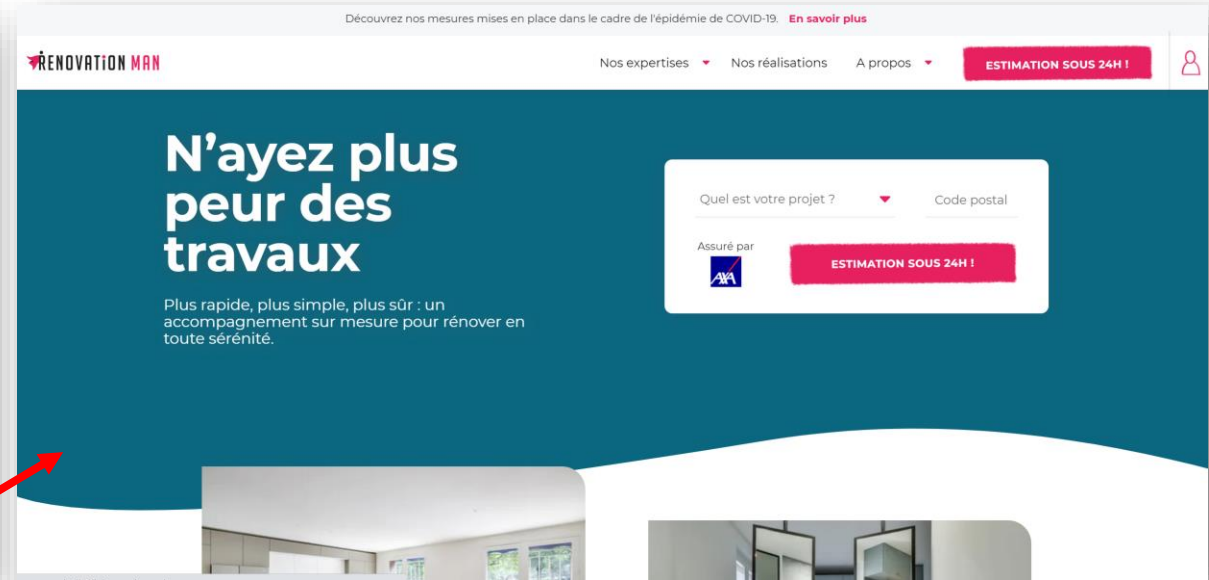 Découvrez nos mesures mises en place dans le cadre de l'épidémie de COVID-19. En savoir plus
RENOVATION MAN
Nos expertises Nos réalisations A propos ESTIMATION SOUS 24H !
N'ayez plus
peur des
travaux
Plus rapide, plus simple, plus sûr : un
accompagnement sur mesure pour rénover en
toute sérénité.
Quel est votre projet ? Code postal
Assuré par
AXA
ESTIMATION SOUS 24H !